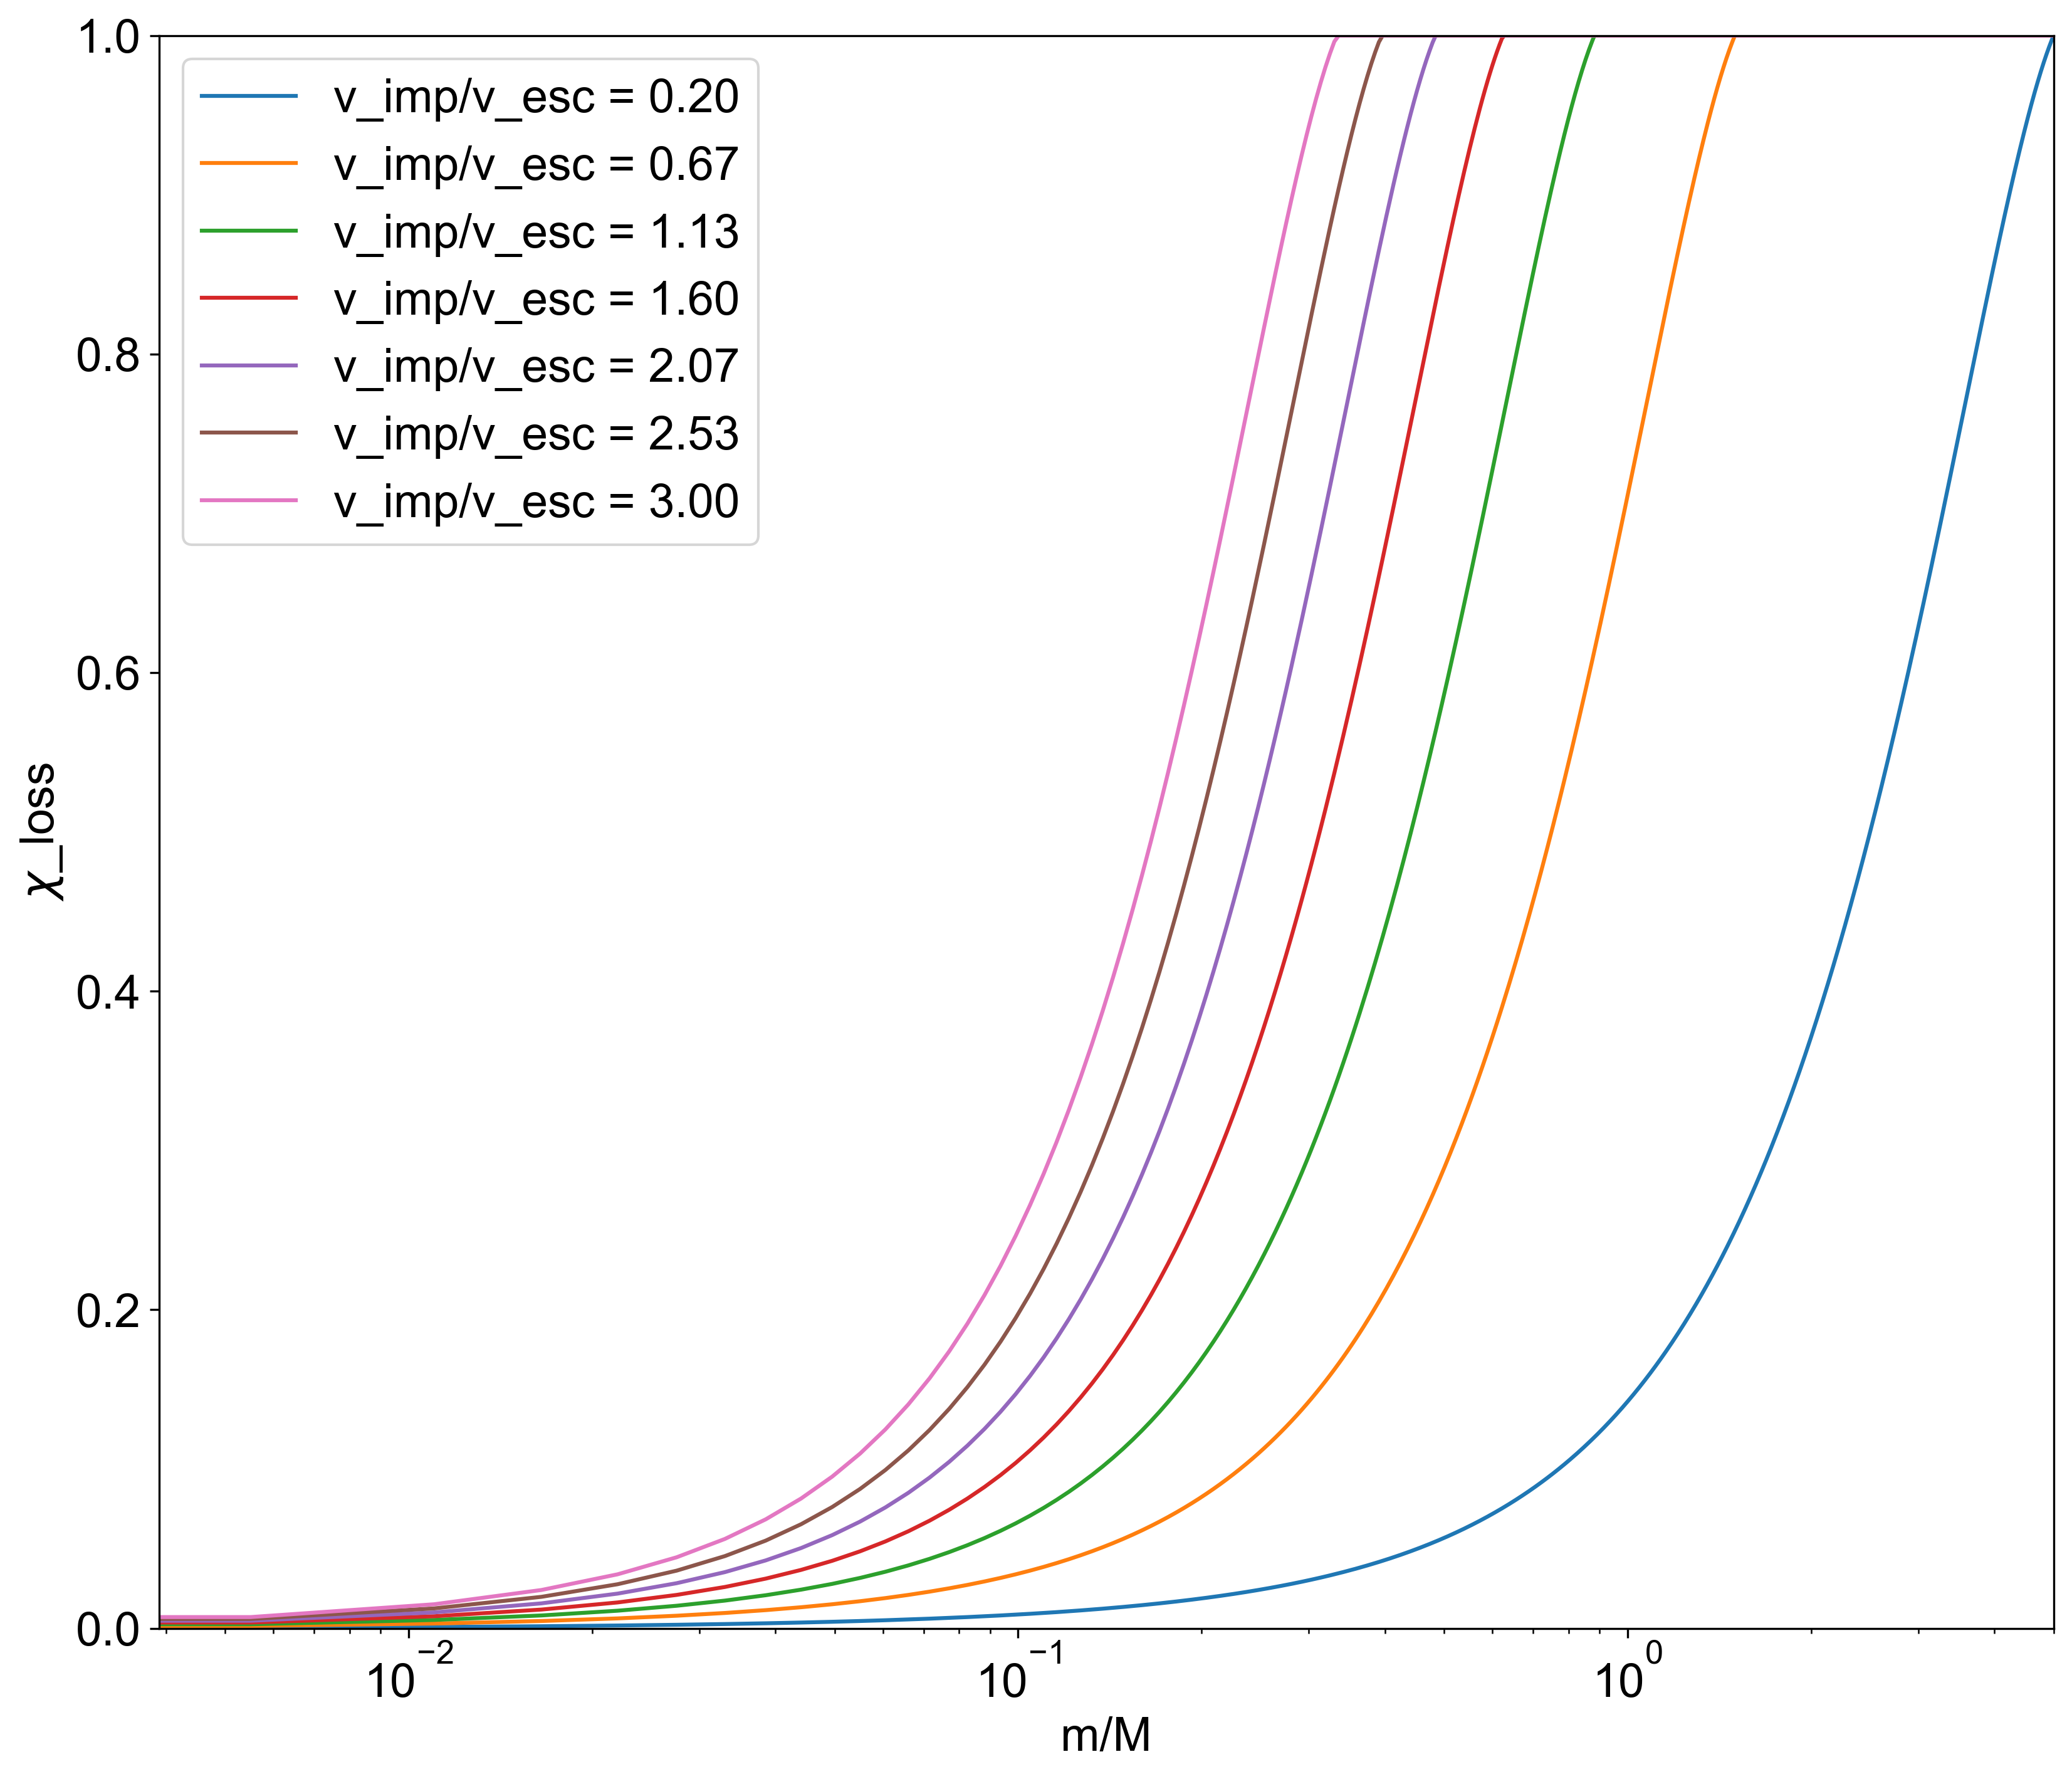 1.0
0.8
0.6
0.4
0.2
0.0
χ_loss
v_imp/v_esc = 0.20
v_imp/v_esc = 0.67
v_imp/v_esc = 1.13
v_imp/v_esc = 1.60
v_imp/v_esc = 2.07
v_imp/v_esc = 2.53
v_imp/v_esc = 3.00
10⁻² 10⁻¹ 10⁰
m/M